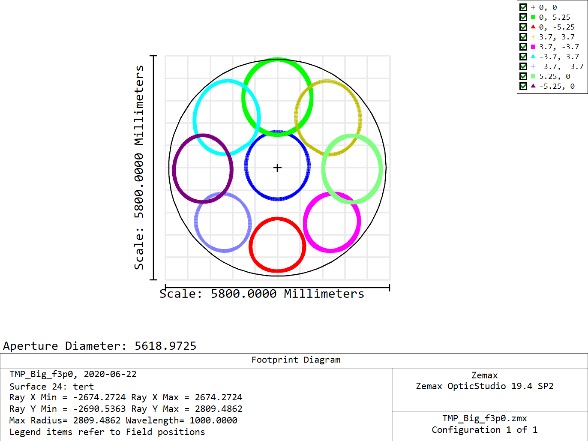 + 0, 0
0, 5.25
0, -5.25
3.7, 3.7
3.7, -3.7
-3.7, 3.7
-3.7, -3.7
5.25, 0
-5.25, 0
Scale: 5800.0000 Millimeters
Scale: 5800.0000 Millimeters
Aperture Diameter: 5618.9725
Footprint Diagram
TMP_Big_f3p0, 2020-06-22
Surface 24: tert
Ray X Min = -2674.2724 Ray X Max = 2674.2724
Ray Y Min = -2690.5363 Ray Y Max = 2809.4862
Max Radius= 2809.4862 Wavelength= 1000.0000
Legend items refer to Field positions
Zemax
Zemax OpticStudio 19.4 SP2
TMP_Big_f3p0.zmx
Configuration 1 of 1